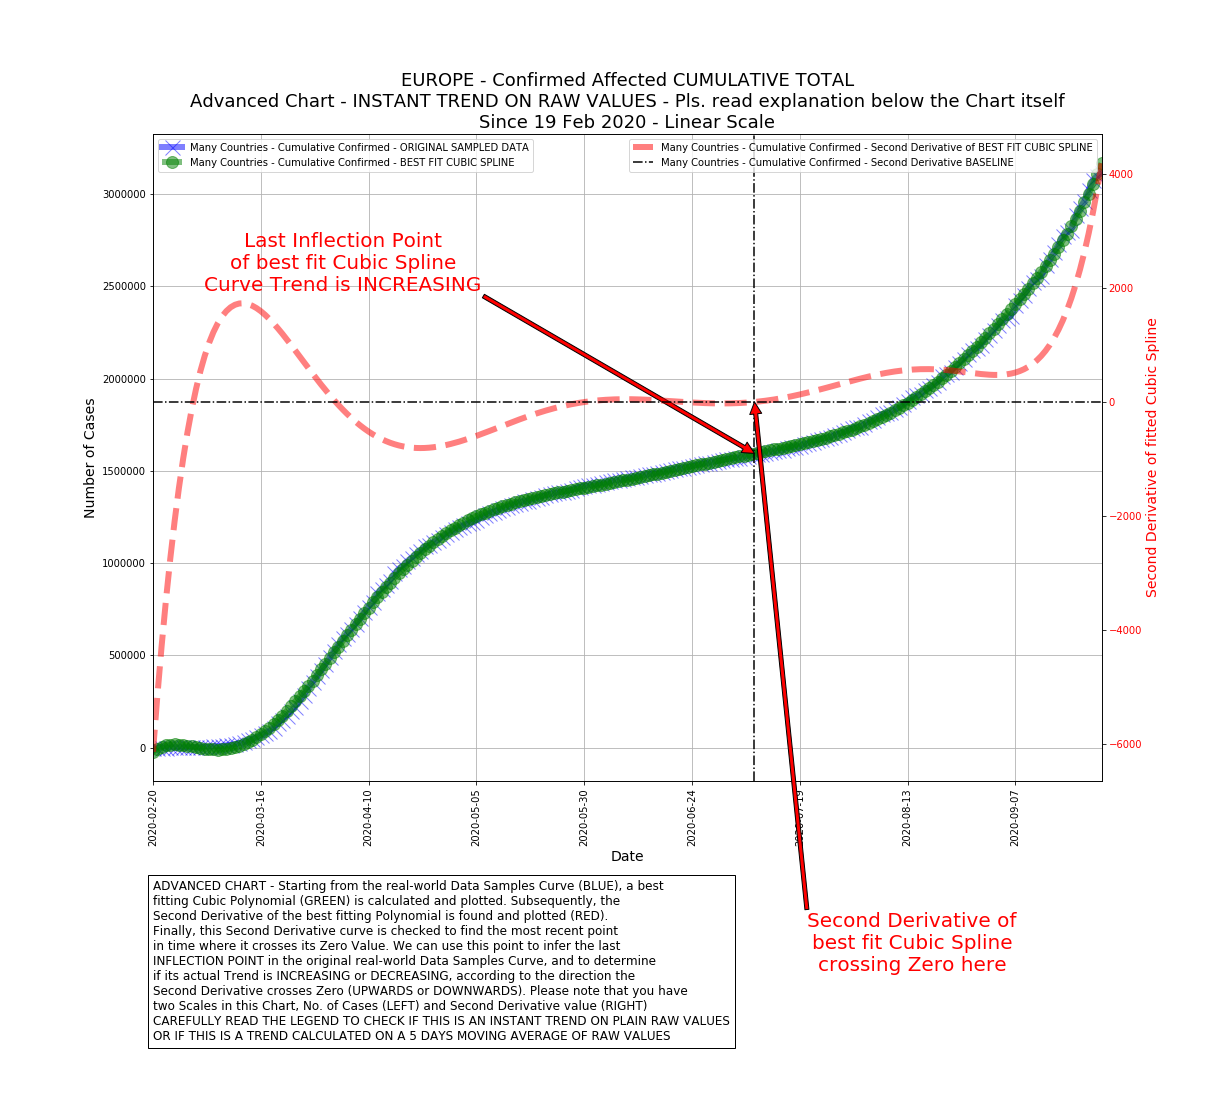 EUROPE - Confirmed Affected CUMULATIVE TOTAL
Advanced Chart - INSTANT TREND ON RAW VALUES - Pls. read explanation below the Chart itself
Since 19 Feb 2020 - Linear Scale
Many Countries - Cumulative Confirmed - ORIGINAL SAMPLED DATA
Many Countries - Cumulative Confirmed - BEST FIT CUBIC SPLINE
Many Countries - Cumulative Confirmed - Second Derivative of BEST FIT CUBIC SPLINE
Many Countries - Cumulative Confirmed - Second Derivative BASELINE
Last Inflection Point
of best fit Cubic Spline
Curve Trend is INCREASING
Number of Cases
3000000
2500000
2000000
1500000
1000000
500000
0
4000
2000
0
−2000
−4000
−6000
Second Derivative of fitted Cubic Spline
2020-02-20
2020-03-16
2020-04-10
2020-05-05
2020-05-30
2020-06-24
2020-07-19
2020-08-13
2020-09-07
Date
ADVANCED CHART - Starting from the real-world Data Samples Curve (BLUE), a best
fitting Cubic Polynomial (GREEN) is calculated and plotted. Subsequently, the
Second Derivative of the best fitting Polynomial is found and plotted (RED).
Finally, this Second Derivative curve is checked to find the most recent point
in time where it crosses its Zero Value. We can use this point to infer the last
INFLECTION POINT in the original real-world Data Samples Curve, and to determine
if its actual Trend is INCREASING or DECREASING, according to the direction the
Second Derivative crosses Zero (UPWARDS or DOWNWARDS). Please note that you have
two Scales in this Chart, No. of Cases (LEFT) and Second Derivative value (RIGHT)
CAREFULLY READ THE LEGEND TO CHECK IF THIS IS AN INSTANT TREND ON PLAIN RAW VALUES
OR IF THIS IS A TREND CALCULATED ON A 5 DAYS MOVING AVERAGE OF RAW VALUES
Second Derivative of
best fit Cubic Spline
crossing Zero here